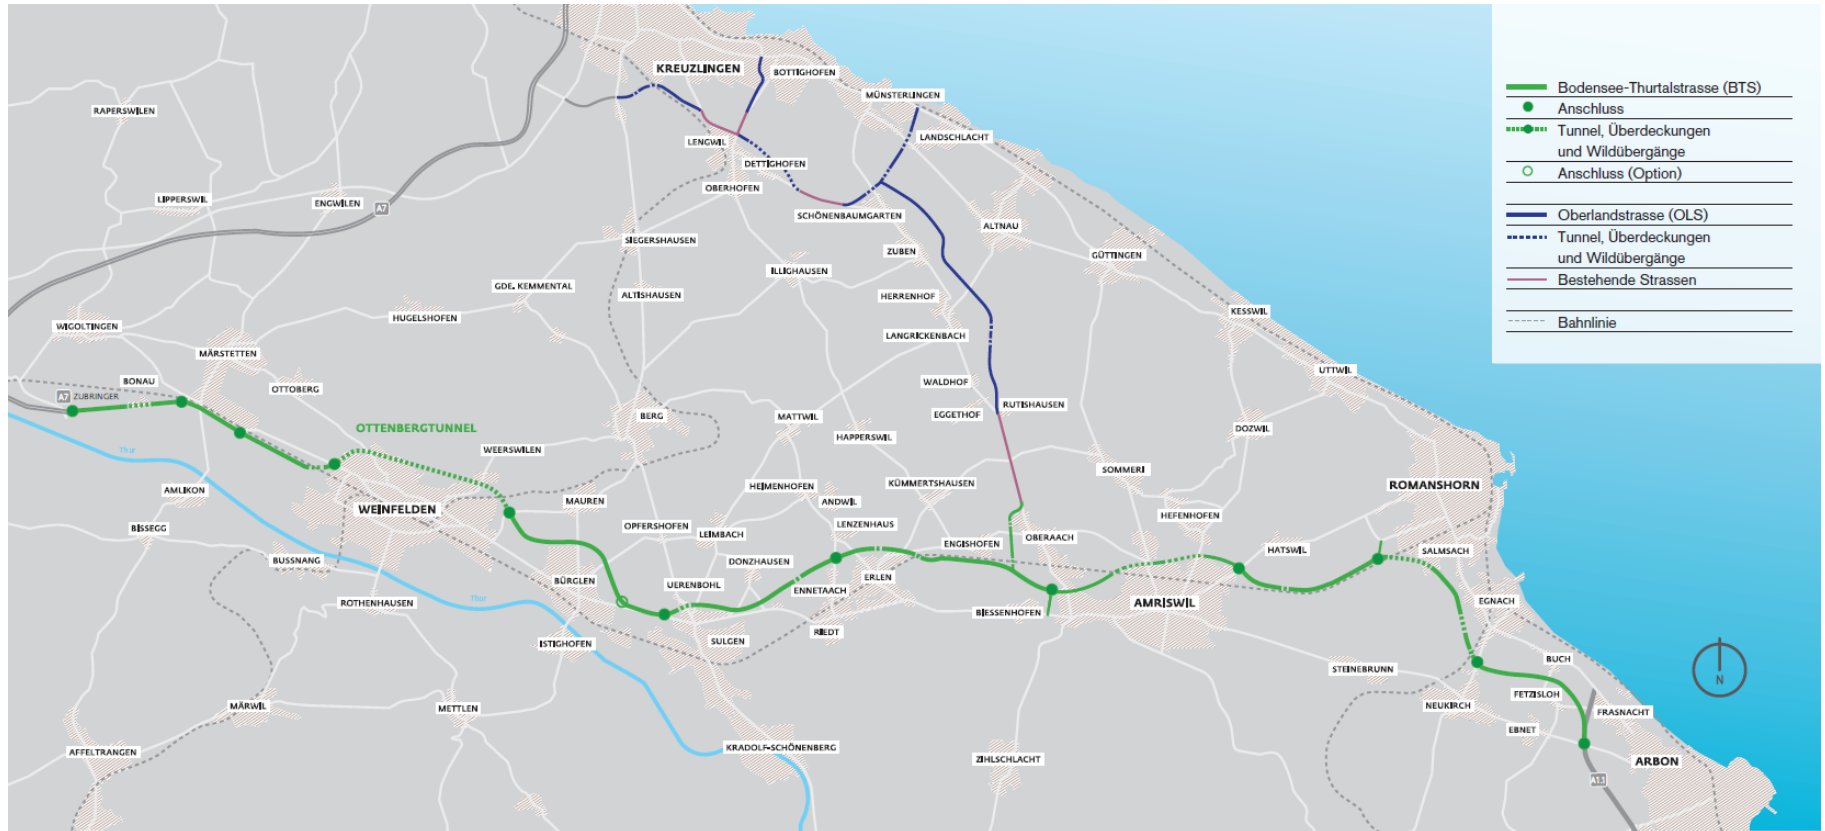 KREUZLINGEN
BOTTIGHOFEN
MÜNSTERLINGEN
RAPERSWILEN
LANDSCHLACHT
LENGWIL
DETTIGHOFEN
OBERHOFEN
LIPPERSWIL
ENGWILEN
A7
SCHÖNENBAUMGARTEN
ALTNAU
SIEGERSHAUSEN
ZUBEN
GÜTTINGEN
ILLIGHAUSEN
GDE. KEMMENTAL
ALTISHAUSEN
HERRENHOF
KESSWIL
HUGELSHOFEN
WIGOLTINGEN
LANGRICKENBACH
MÄRSTETTEN
UTTWIL
BONAU
OTTOBERG
WALDHOF
A7 ZUBRINGER
RUTISHAUSEN
EGGETHOF
BERG
MATTWIL
OTTENBERGTUNNEL
DOZWIL
HAPPERSWIL
Thur
WEERSWILEN
SOMMERI
KÜMMERTSHAUSEN
HEIMENHOFEN
ROMANSHORN
AMLIKON
MAUREN
ANDWIL
WEINFELDEN
HEFENHOFEN
BISSEGG
OPFERSHOFEN
LENZENHAUS
LEIMBACH
OBERAACH
ENGISHOFEN
HATSWIL
SALMSACH
BUSSNANG
DONZHAUSEN
ERLEN
BÜRGLEN
UERENBOHL
ENNETAACH
Thur
ROTHENHAUSEN
AMRISWIL
EGNACH
BIESSENHOFEN
RIEDT
ISTIGHOFEN
SULGEN
BUCH
STEINEBRUNN
FETZISLOH
MÄRWIL
METTLEN
NEUKIRCH
FRASNACHT
EBNET
AFFELTRANGEN
KRADOLF-SCHÖNENBERG
ZIHLSCHLACHT
ARBON
A13
Bodensee-Thurtalstrasse (BTS)
Anschluss
Tunnel, Überdeckungen
und Wildübergänge
Anschluss (Option)
Oberlandstrasse (OLS)
Tunnel, Überdeckungen
und Wildübergänge
Bestehende Strassen
Bahnlinie
N